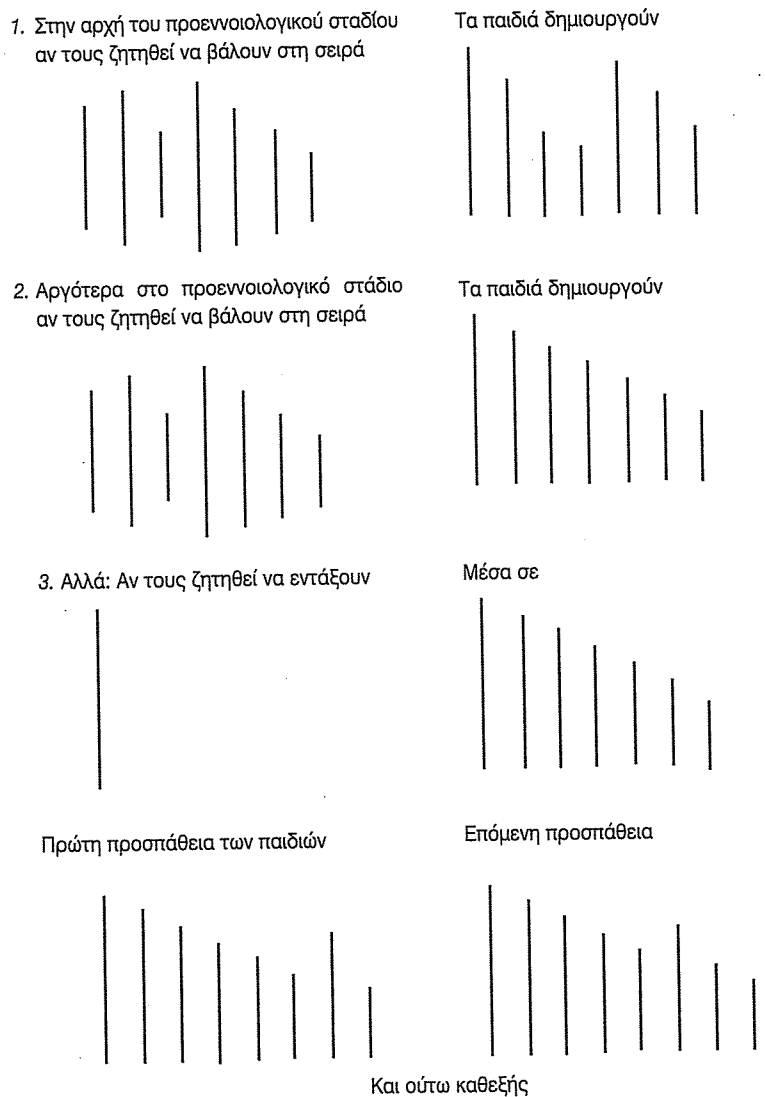 1. Στην αρχή του προεννοιολογικού σταδίου
αν τους ζητηθεί να βάλουν στη σειρά
Τα παιδιά δημιουργούν
2. Αργότερα στο προεννοιολογικό στάδιο
αν τους ζητηθεί να βάλουν στη σειρά
Τα παιδιά δημιουργούν
3. Αλλά: Αν τους ζητηθεί να εντάξουν
Μέσα σε
Πρώτη προσπάθεια των παιδιών
Επόμενη προσπάθεια
Και ούτω καθεξής